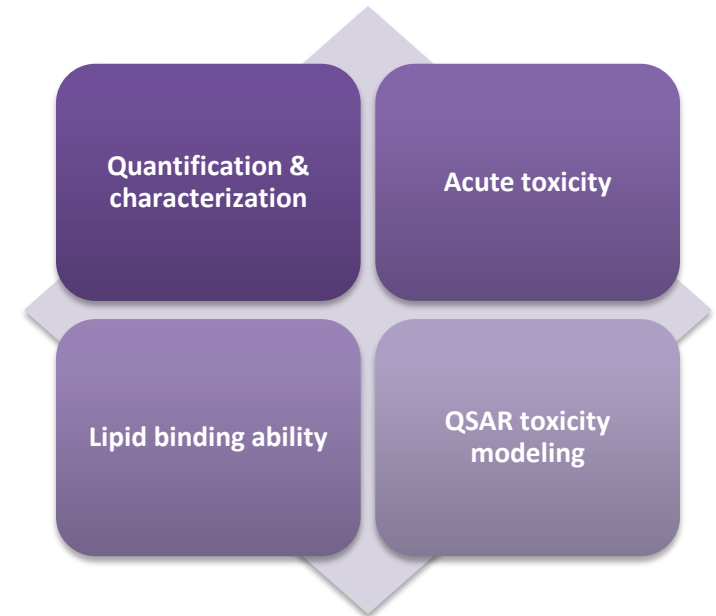 Quantification &
characterization
Acute toxicity
Lipid binding ability
QSAR toxicity
modeling